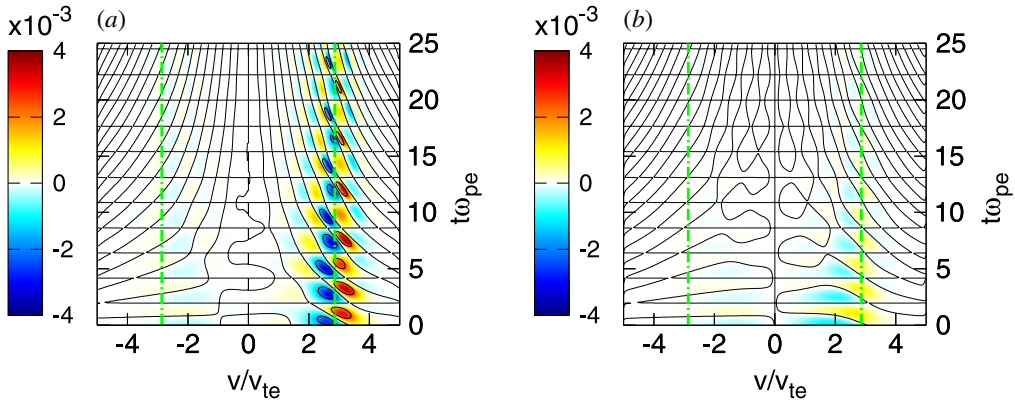 x10⁻³ (a) x10⁻³ (b)
4 25 4 25
2 20 2 20
0 15 0 15
-2 10 -2 10
-4 5 -4 5
0 0
tωpe tωpe
-4 -2 0 2 4 -4 -2 0 2 4
v/vte v/vte